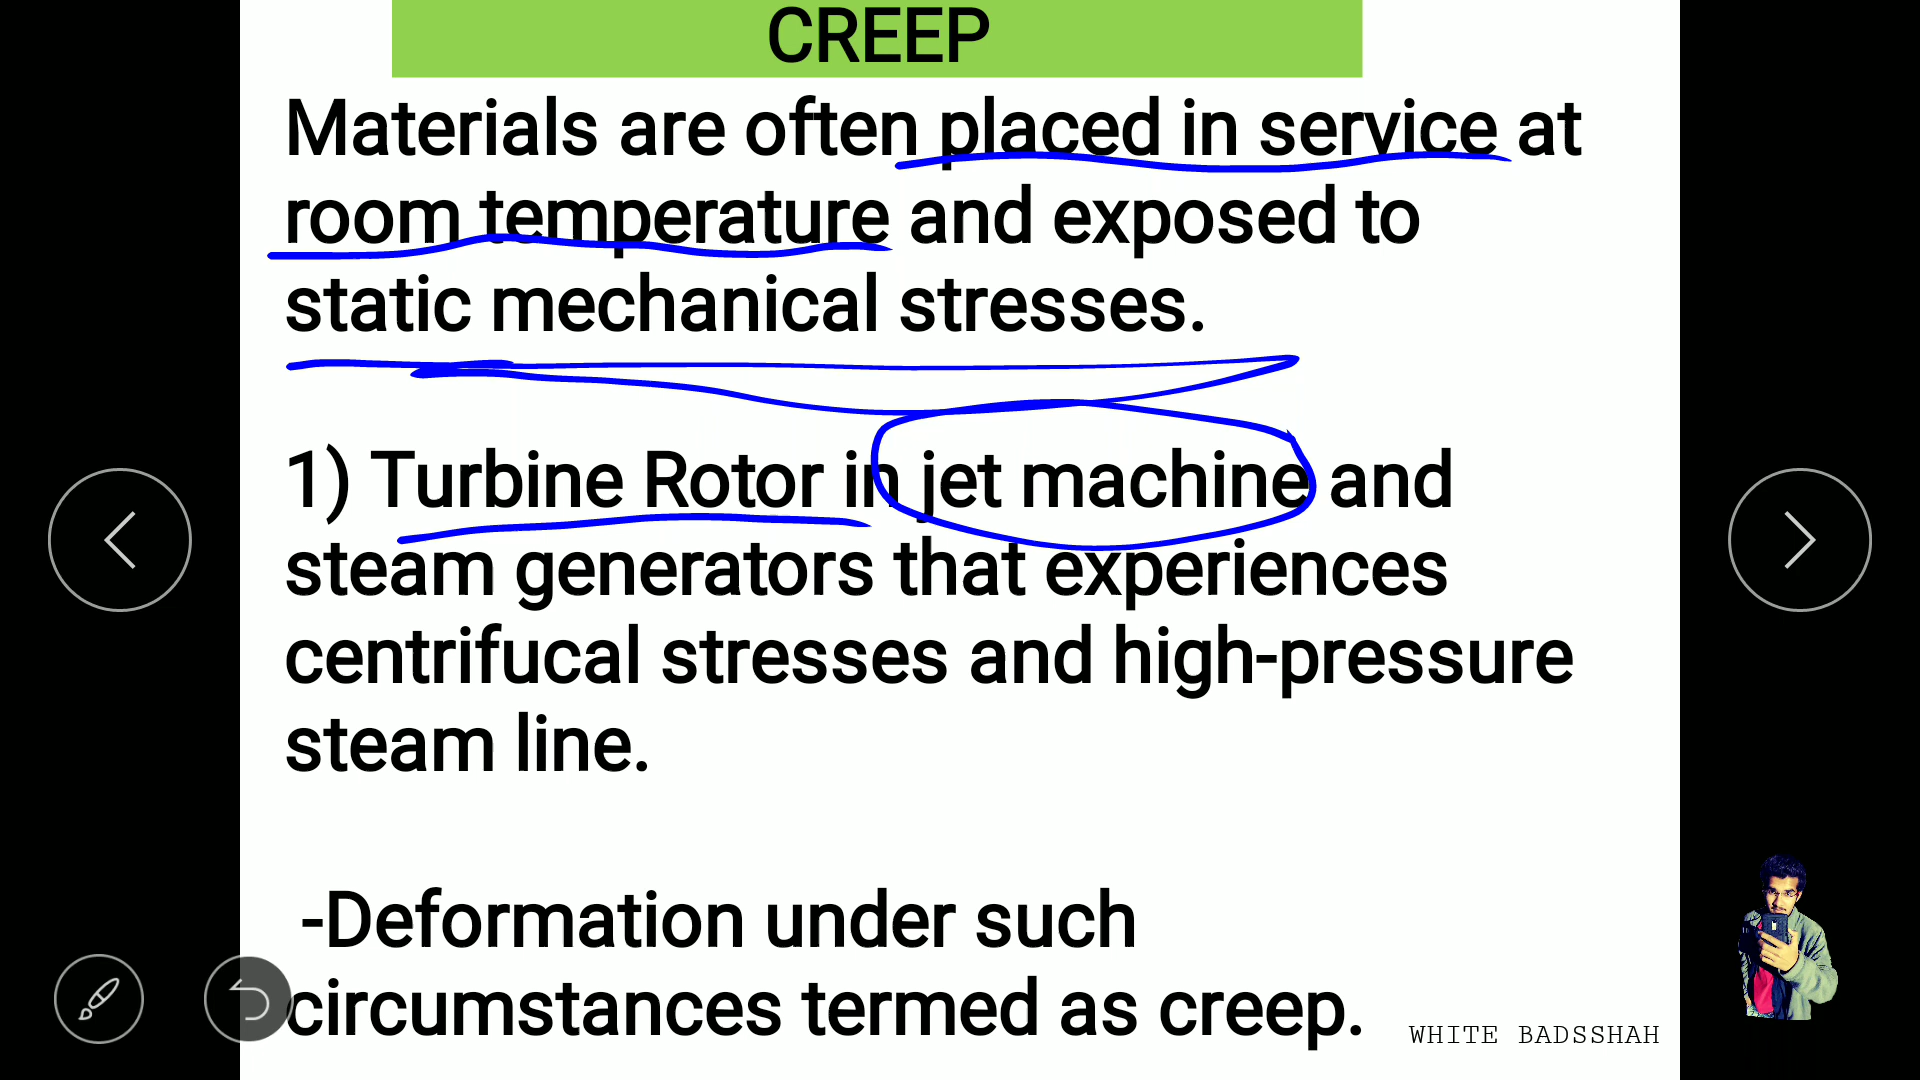 CREEP
Materials are often placed in service at
room temperature and exposed to
static mechanical stresses.
1) Turbine Rotor in jet machine and
steam generators that experiences
centrifucal stresses and high-pressure
steam line.
-Deformation under such
circumstances termed as creep.
WHITE BADSSHAH